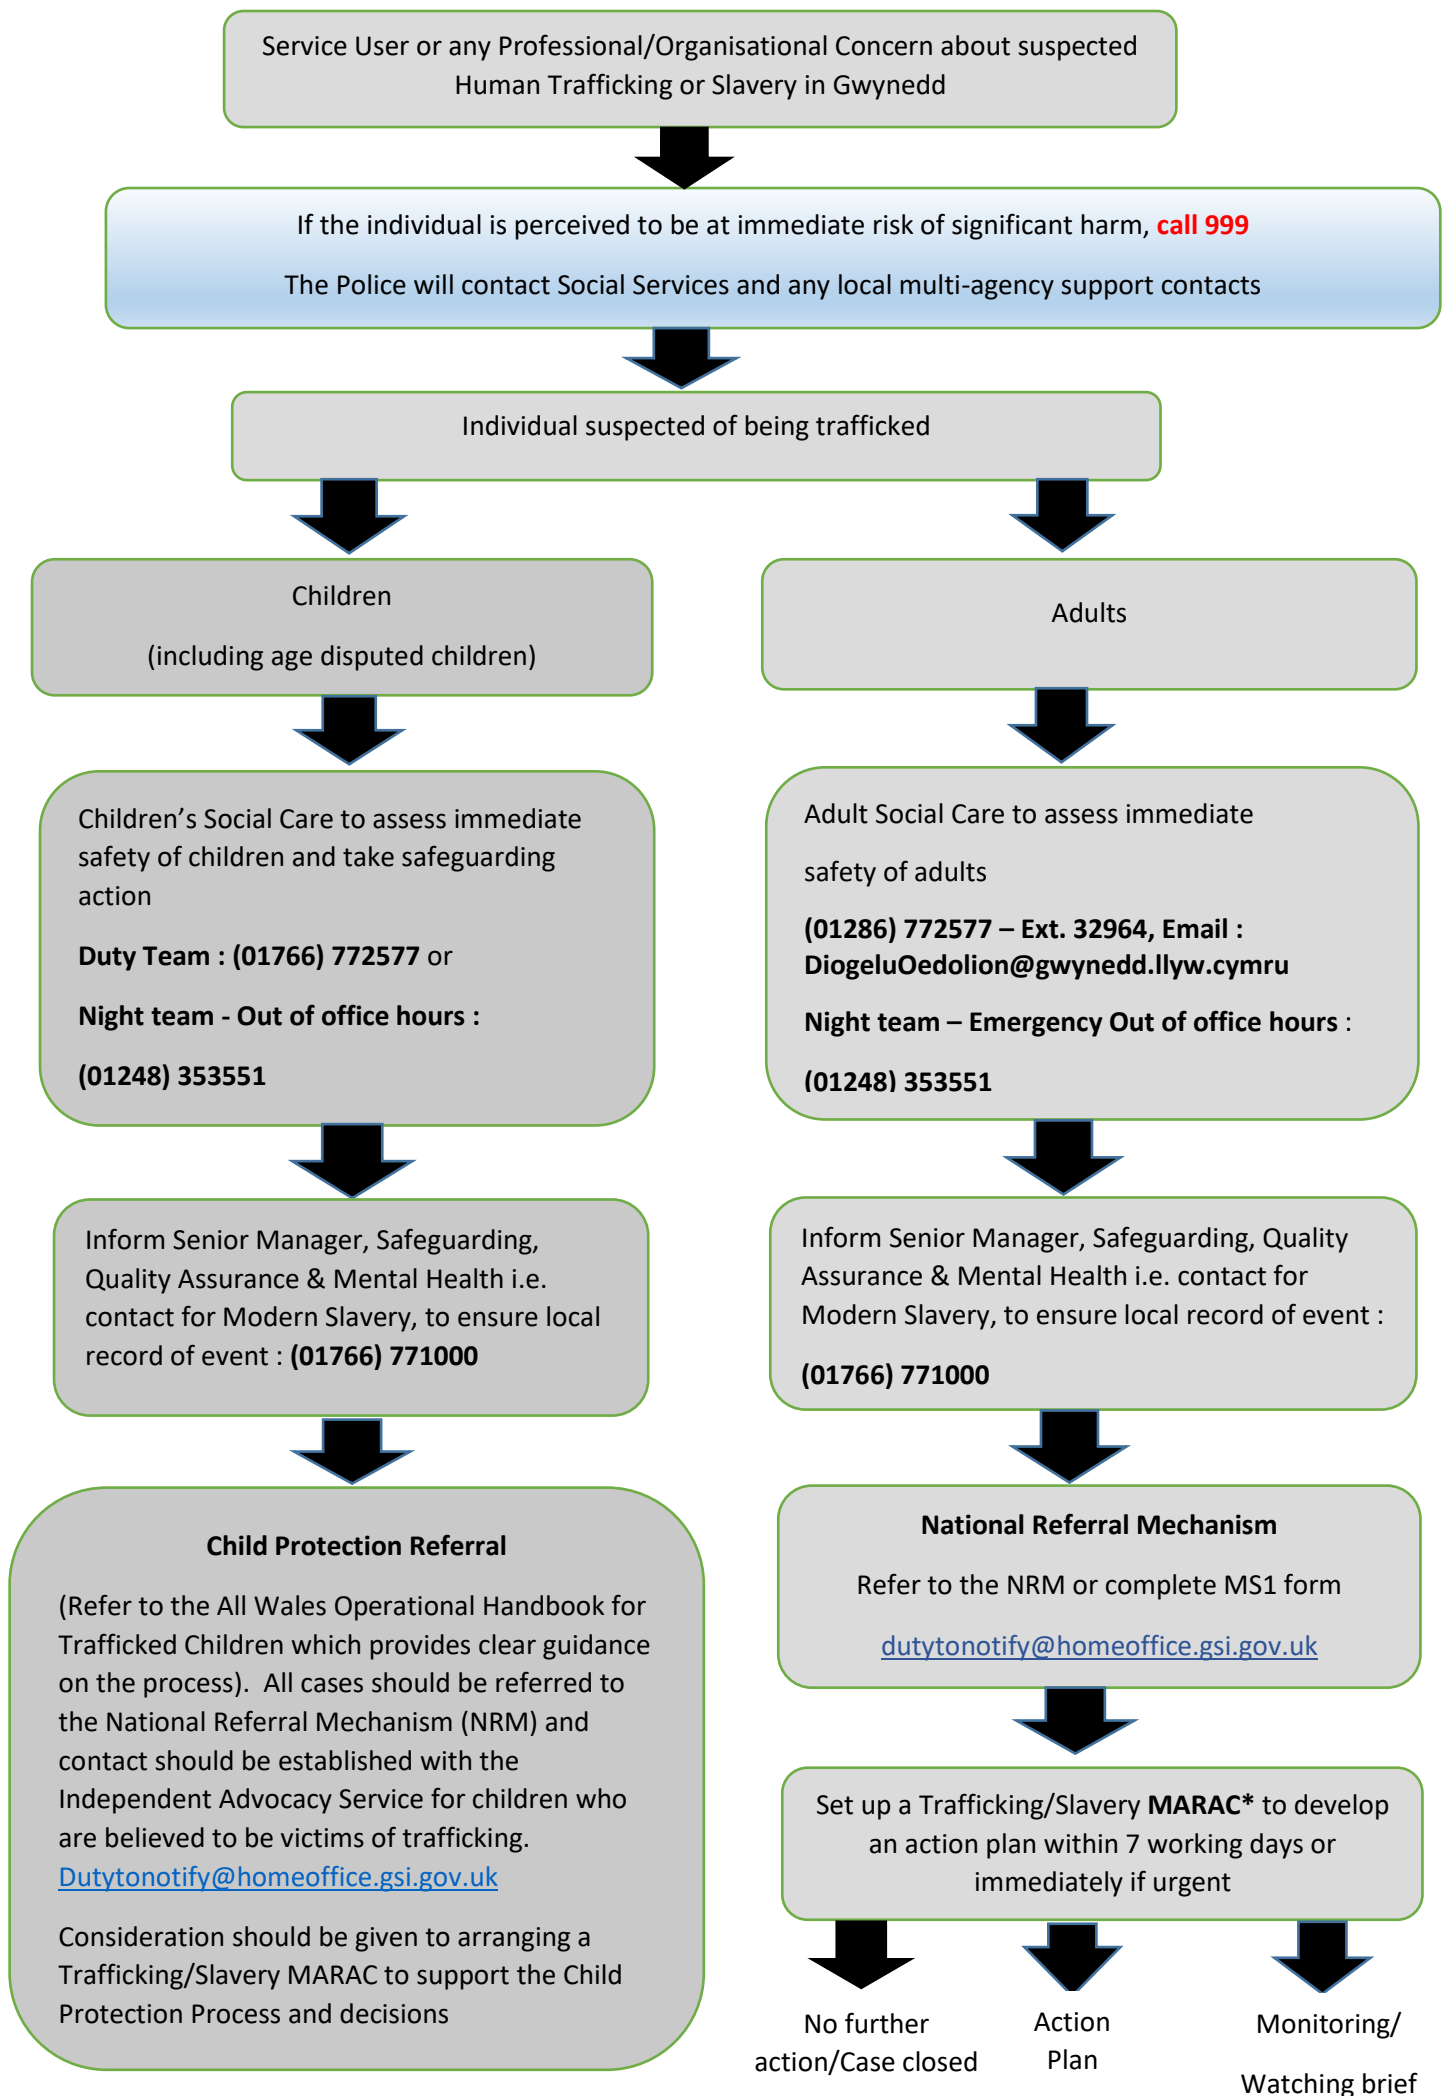 Service User or any Professional/Organisational Concern about suspected
Human Trafficking or Slavery in Gwynedd
If the individual is perceived to be at immediate risk of significant harm, call 999
The Police will contact Social Services and any local multi-agency support contacts
Individual suspected of being trafficked
Children
(including age disputed children)
Children’s Social Care to assess immediate
safety of children and take safeguarding
action
Duty Team : (01766) 772577 or
Night team - Out of office hours :
(01248) 353551
Inform Senior Manager, Safeguarding,
Quality Assurance & Mental Health i.e.
contact for Modern Slavery, to ensure local
record of event : (01766) 771000
Child Protection Referral
(Refer to the All Wales Operational Handbook for
Trafficked Children which provides clear guidance
on the process).  All cases should be referred to
the National Referral Mechanism (NRM) and
contact should be established with the
Independent Advocacy Service for children who
are believed to be victims of trafficking.
Dutytonotify@homeoffice.gsi.gov.uk
Consideration should be given to arranging a
Trafficking/Slavery MARAC to support the Child
Protection Process and decisions
Adults
Adult Social Care to assess immediate
safety of adults
(01286) 772577 – Ext. 32964, Email :
DiogeluOedolion@gwynedd.llyw.cymru
Night team – Emergency Out of office hours :
(01248) 353551
Inform Senior Manager, Safeguarding, Quality
Assurance & Mental Health i.e. contact for
Modern Slavery, to ensure local record of event :
(01766) 771000
National Referral Mechanism
Refer to the NRM or complete MS1 form
dutytonotify@homeoffice.gsi.gov.uk
Set up a Trafficking/Slavery MARAC* to develop
an action plan within 7 working days or
immediately if urgent
No further
action/Case closed
Action
Plan
Monitoring/
Watching brief